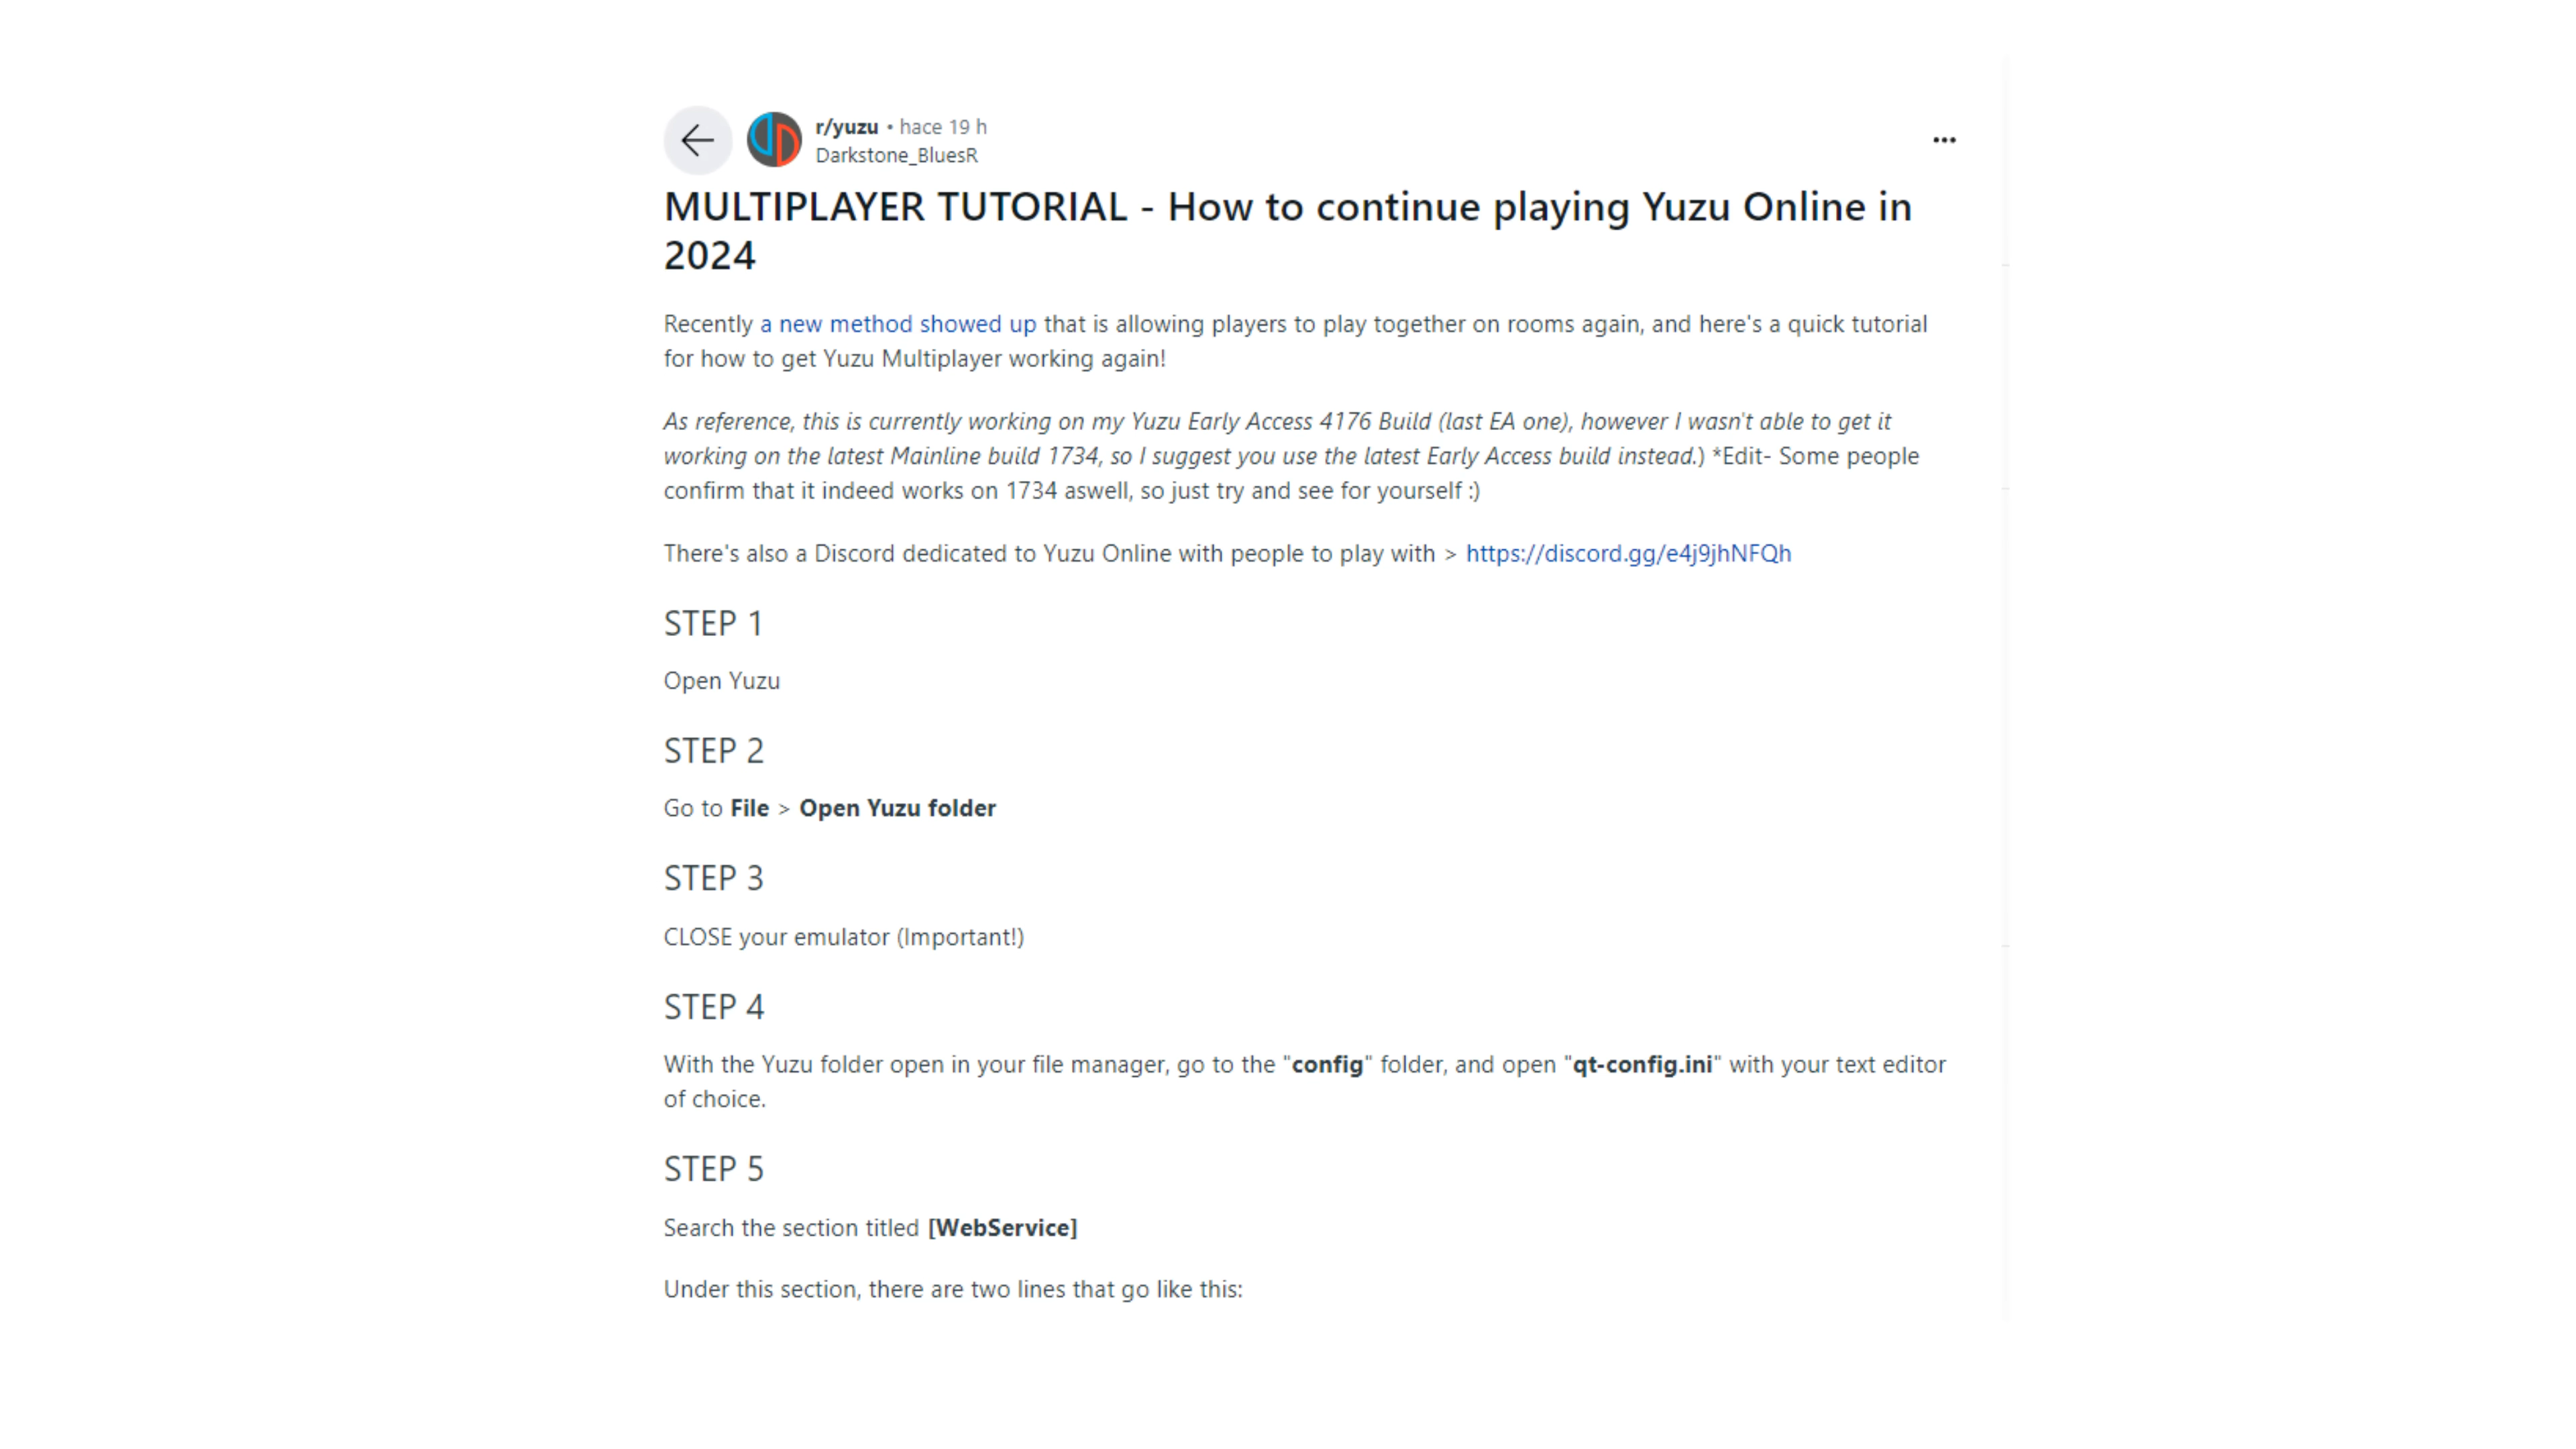 r/yuzu • hace 19 h
Darkstone_BluesR
MULTIPLAYER TUTORIAL - How to continue playing Yuzu Online in
2024
Recently a new method showed up that is allowing players to play together on rooms again, and here's a quick tutorial
for how to get Yuzu Multiplayer working again!
As reference, this is currently working on my Yuzu Early Access 4176 Build (last EA one), however I wasn't able to get it
working on the latest Mainline build 1734, so I suggest you use the latest Early Access build instead.) *Edit- Some people
confirm that it indeed works on 1734 aswell, so just try and see for yourself :)
There's also a Discord dedicated to Yuzu Online with people to play with > https://discord.gg/e4j9jhNFQh
STEP 1
Open Yuzu
STEP 2
Go to File > Open Yuzu folder
STEP 3
CLOSE your emulator (Important!)
STEP 4
With the Yuzu folder open in your file manager, go to the "config" folder, and open "qt-config.ini" with your text editor
of choice.
STEP 5
Search the section titled [WebService]
Under this section, there are two lines that go like this: